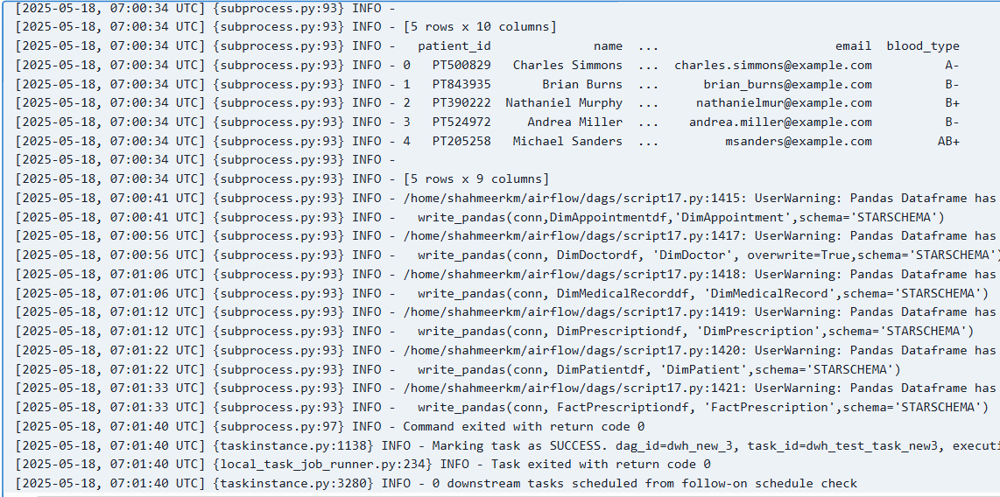 [2025-05-18, 07:00:34 UTC] {subprocess.py:93} INFO -
[2025-05-18, 07:00:34 UTC] {subprocess.py:93} INFO - [5 rows x 10 columns]
[2025-05-18, 07:00:34 UTC] {subprocess.py:93} INFO -   patient_id              name  ...                       email  blood_type
[2025-05-18, 07:00:34 UTC] {subprocess.py:93} INFO - 0   PT500829   Charles Simmons  ...  charles.simmons@example.com          A-
[2025-05-18, 07:00:34 UTC] {subprocess.py:93} INFO - 1   PT843935       Brian Burns  ...      brian_burns@example.com          B-
[2025-05-18, 07:00:34 UTC] {subprocess.py:93} INFO - 2   PT390222  Nathaniel Murphy  ...     nathanielmur@example.com          B+
[2025-05-18, 07:00:34 UTC] {subprocess.py:93} INFO - 3   PT524972     Andrea Miller  ...    andrea.miller@example.com          B-
[2025-05-18, 07:00:34 UTC] {subprocess.py:93} INFO - 4   PT205258   Michael Sanders  ...         msanders@example.com         AB+
[2025-05-18, 07:00:34 UTC] {subprocess.py:93} INFO -
[2025-05-18, 07:00:34 UTC] {subprocess.py:93} INFO - [5 rows x 9 columns]
[2025-05-18, 07:00:41 UTC] {subprocess.py:93} INFO - /home/shahmeerkm/airflow/dags/script17.py:1415: UserWarning: Pandas Dataframe has
[2025-05-18, 07:00:41 UTC] {subprocess.py:93} INFO -   write_pandas(conn,DimAppointmentdf,'DimAppointment',schema='STARSCHEMA')
[2025-05-18, 07:00:56 UTC] {subprocess.py:93} INFO - /home/shahmeerkm/airflow/dags/script17.py:1417: UserWarning: Pandas Dataframe has
[2025-05-18, 07:00:56 UTC] {subprocess.py:93} INFO -   write_pandas(conn, DimDoctordf, 'DimDoctor', overwrite=True,schema='STARSCHEMA')
[2025-05-18, 07:01:06 UTC] {subprocess.py:93} INFO - /home/shahmeerkm/airflow/dags/script17.py:1418: UserWarning: Pandas Dataframe has
[2025-05-18, 07:01:06 UTC] {subprocess.py:93} INFO -   write_pandas(conn, DimMedicalRecorddf, 'DimMedicalRecord',schema='STARSCHEMA')
[2025-05-18, 07:01:12 UTC] {subprocess.py:93} INFO - /home/shahmeerkm/airflow/dags/script17.py:1419: UserWarning: Pandas Dataframe has
[2025-05-18, 07:01:12 UTC] {subprocess.py:93} INFO -   write_pandas(conn, DimPrescriptiondf, 'DimPrescription',schema='STARSCHEMA')
[2025-05-18, 07:01:22 UTC] {subprocess.py:93} INFO - /home/shahmeerkm/airflow/dags/script17.py:1420: UserWarning: Pandas Dataframe has
[2025-05-18, 07:01:22 UTC] {subprocess.py:93} INFO -   write_pandas(conn, DimPatientdf, 'DimPatient',schema='STARSCHEMA')
[2025-05-18, 07:01:33 UTC] {subprocess.py:93} INFO - /home/shahmeerkm/airflow/dags/script17.py:1421: UserWarning: Pandas Dataframe has
[2025-05-18, 07:01:33 UTC] {subprocess.py:93} INFO -   write_pandas(conn, FactPrescriptiondf, 'FactPrescription',schema='STARSCHEMA')
[2025-05-18, 07:01:40 UTC] {subprocess.py:97} INFO - Command exited with return code 0
[2025-05-18, 07:01:40 UTC] {taskinstance.py:1138} INFO - Marking task as SUCCESS. dag_id=dwh_new_3, task_id=dwh_test_task_new3, executi
[2025-05-18, 07:01:40 UTC] {local_task_job_runner.py:234} INFO - Task exited with return code 0
[2025-05-18, 07:01:40 UTC] {taskinstance.py:3280} INFO - 0 downstream tasks scheduled from follow-on schedule check